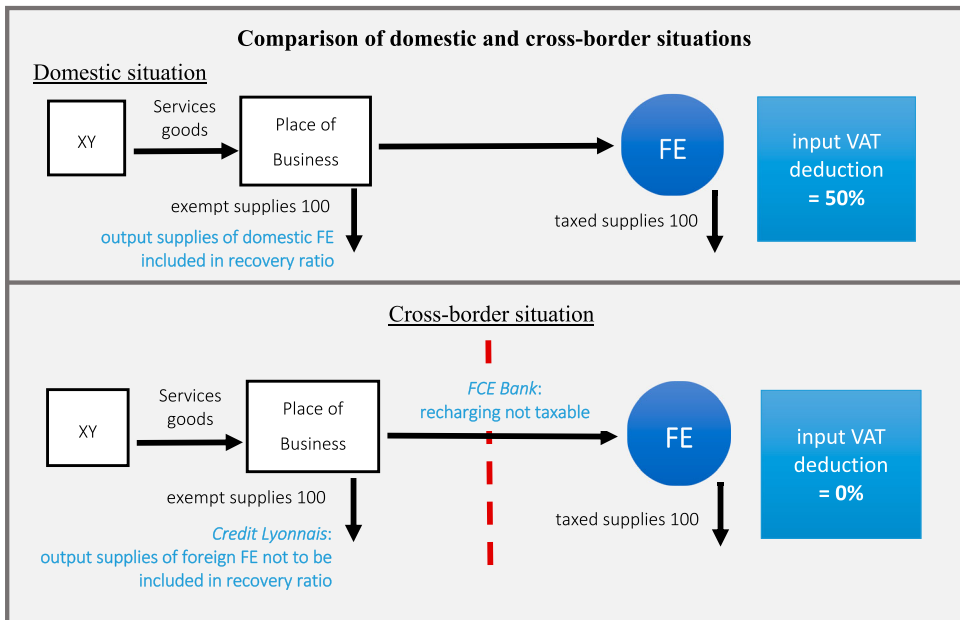 Comparison of domestic and cross-border situations
Domestic situation
XY
Services
goods
Place of
Business
FE
input VAT
deduction
= 50%
exempt supplies 100
taxed supplies 100
output supplies of domestic FE
included in recovery ratio
Cross-border situation
XY
Services
goods
Place of
Business
FCE Bank:
recharging not taxable
FE
input VAT
deduction
= 0%
exempt supplies 100
taxed supplies 100
Credit Lyonnais:
output supplies of foreign FE not to be
included in recovery ratio